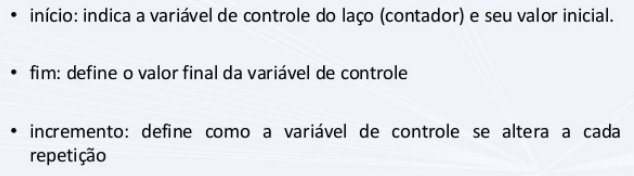 • início: indica a variável de controle do laço (contador) e seu valor inicial.
• fim: define o valor final da variável de controle
• incremento: define como a variável de controle se altera a cada
repetição